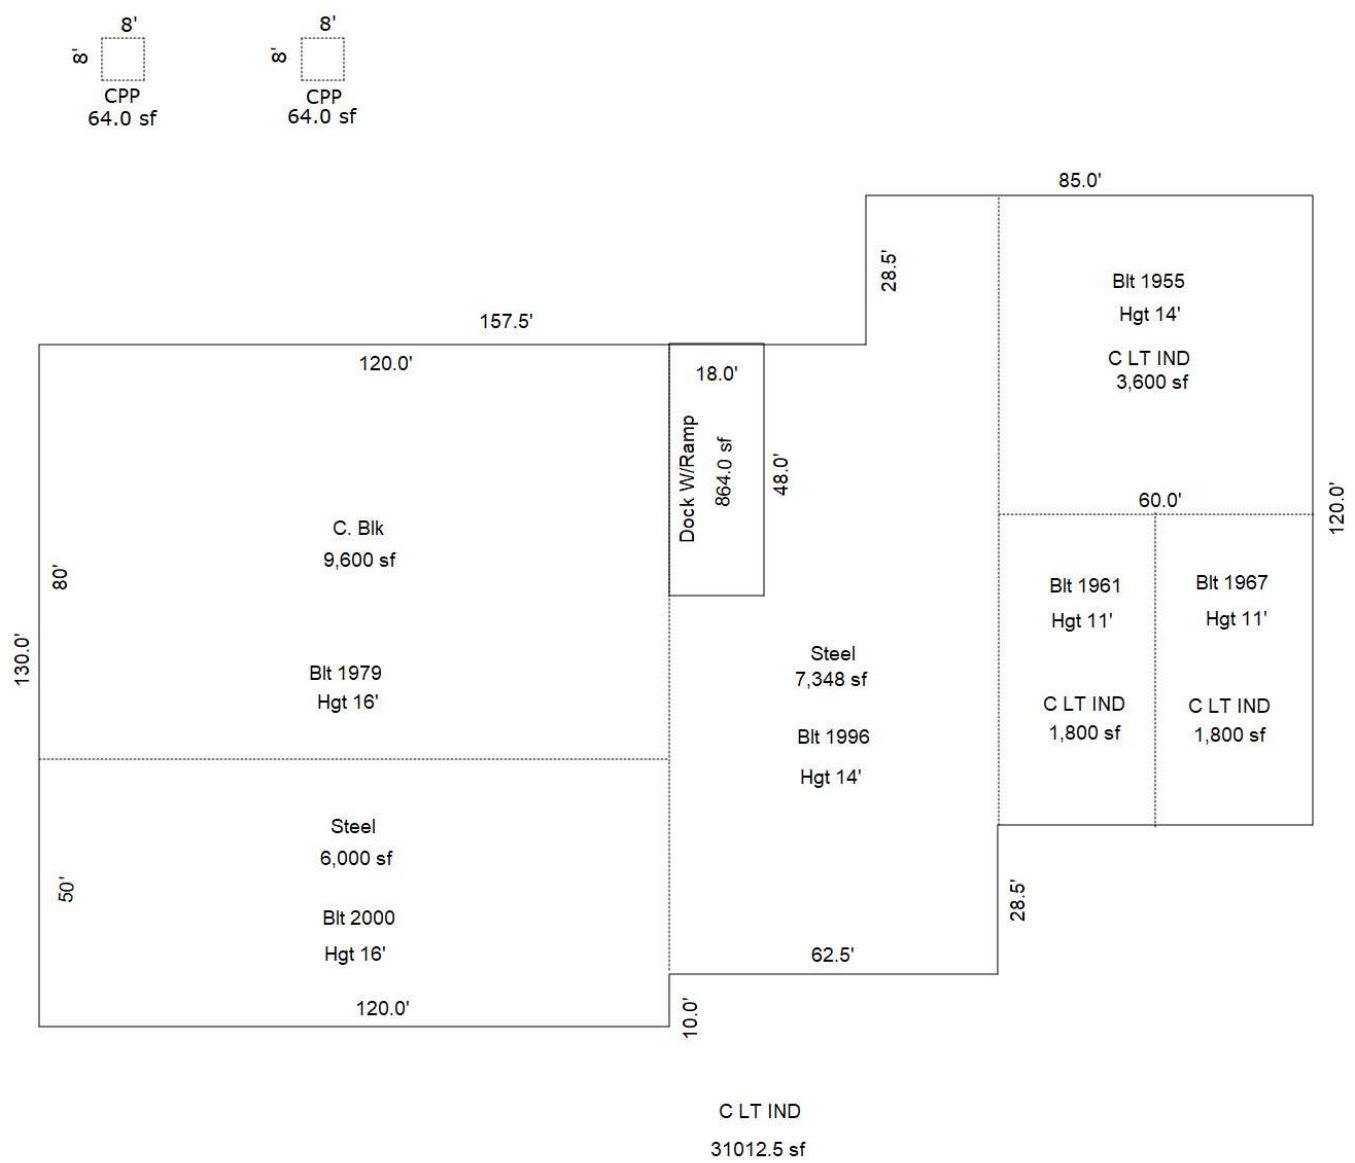 8'
8'
8'
8'
CPP
64.0 sf
CPP
64.0 sf
85.0'
28.5'
157.5'
120.0'
18.0'
Dock W/Ramp
864.0 sf
48.0'
Blt 1955
Hgt 14'
C LT IND
3,600 sf
60.0'
120.0'
C. Blk
9,600 sf
80'
130.0'
Blt 1979
Hgt 16'
Steel
7,348 sf
Blt 1996
Hgt 14'
Blt 1961
Hgt 11'
C LT IND
1,800 sf
Blt 1967
Hgt 11'
C LT IND
1,800 sf
Steel
6,000 sf
50'
Blt 2000
Hgt 16'
120.0'
62.5'
28.5'
10.0'
C LT IND
31012.5 sf